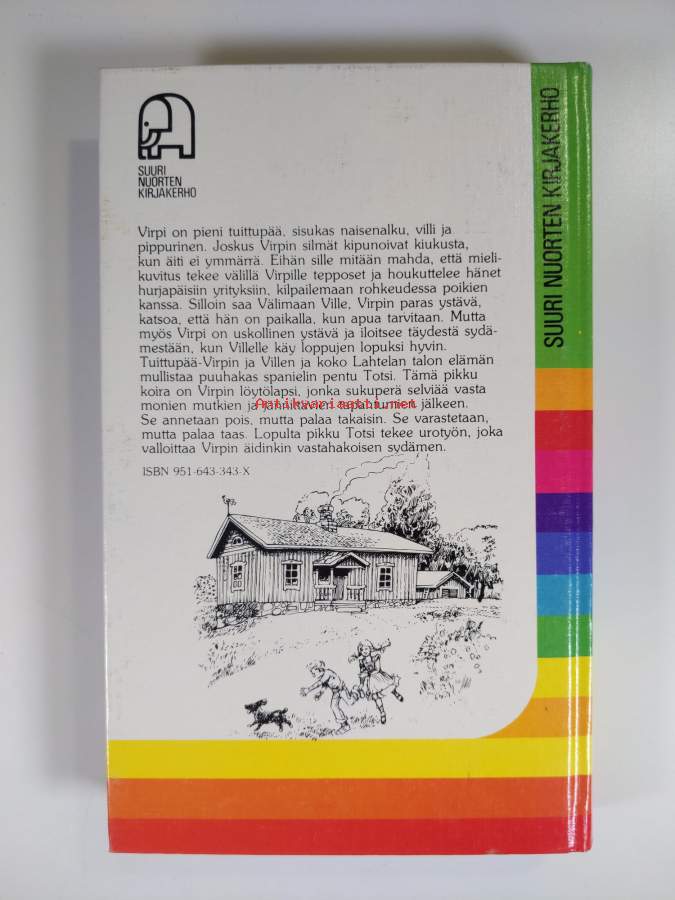 SUURI
NUORTEN
KIRJAKERHO
SUURI NUORTEN KIRJAKERHO
Virpi on pieni tuittupää, sisukas naisenalku, villi ja
pippurinen. Joskus Virpin silmät kipunoivat kiukusta,
kun äiti ei ymmärrä. Eihän sille mitään mahda, että mieli-
kuvitus tekee välillä Virpille tepposet ja houkuttelee hänet
hurjapäisiin yrityksiin, kilpailemaan rohkeudessa poikien
kanssa. Silloin saa Välimaan Ville, Virpin paras ystävä,
katsoa, että hän on paikalla, kun apua tarvitaan. Mutta
myös Virpi on uskollinen ystävä ja iloitsee täydestä sydä-
mestään, kun Villelle käy loppujen lopuksi hyvin.
Tuittupää-Virpin ja Villen ja koko Lahtelan talon elämän
mullistaa puuhakas spanielin pentu Totsi. Tämä pikku
koira on Virpin löytölapsi, jonka sukuperä selviää vasta
monien mutkien ja jännittävien tapahtumien jälkeen.
Antikvariaatti.net
Se annetaan pois, mutta palaa takaisin. Se varastetaan,
mutta palaa taas. Lopulta pikku Totsi tekee urotyön, joka
valloittaa Virpin äidinkin vastahakoisen sydämen.
ISBN 951-643-343-X